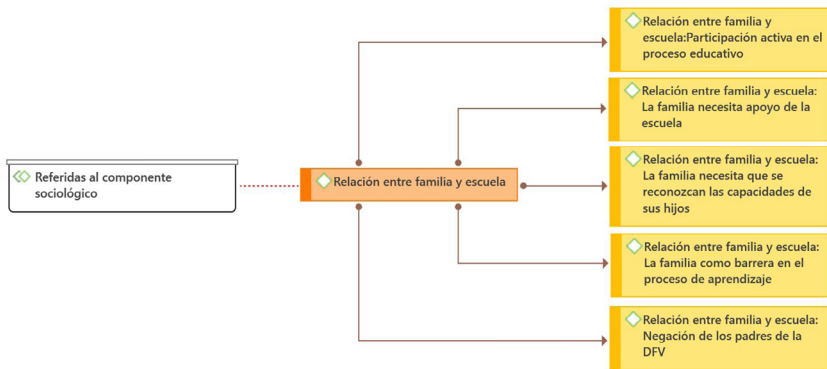 Relación entre familia y
escuela:Participación activa en el
proceso educativo
Relación entre familia y escuela:
La familia necesita apoyo de la
escuela
Referidas al componente
sociológico
Relación entre familia y escuela
Relación entre familia y escuela:
La familia necesita que se
reconozcan las capacidades de
sus hijos
Relación entre familia y escuela:
La familia como barrera en el
proceso de aprendizaje
Relación entre familia y escuela:
Negación de los padres de la
DFV